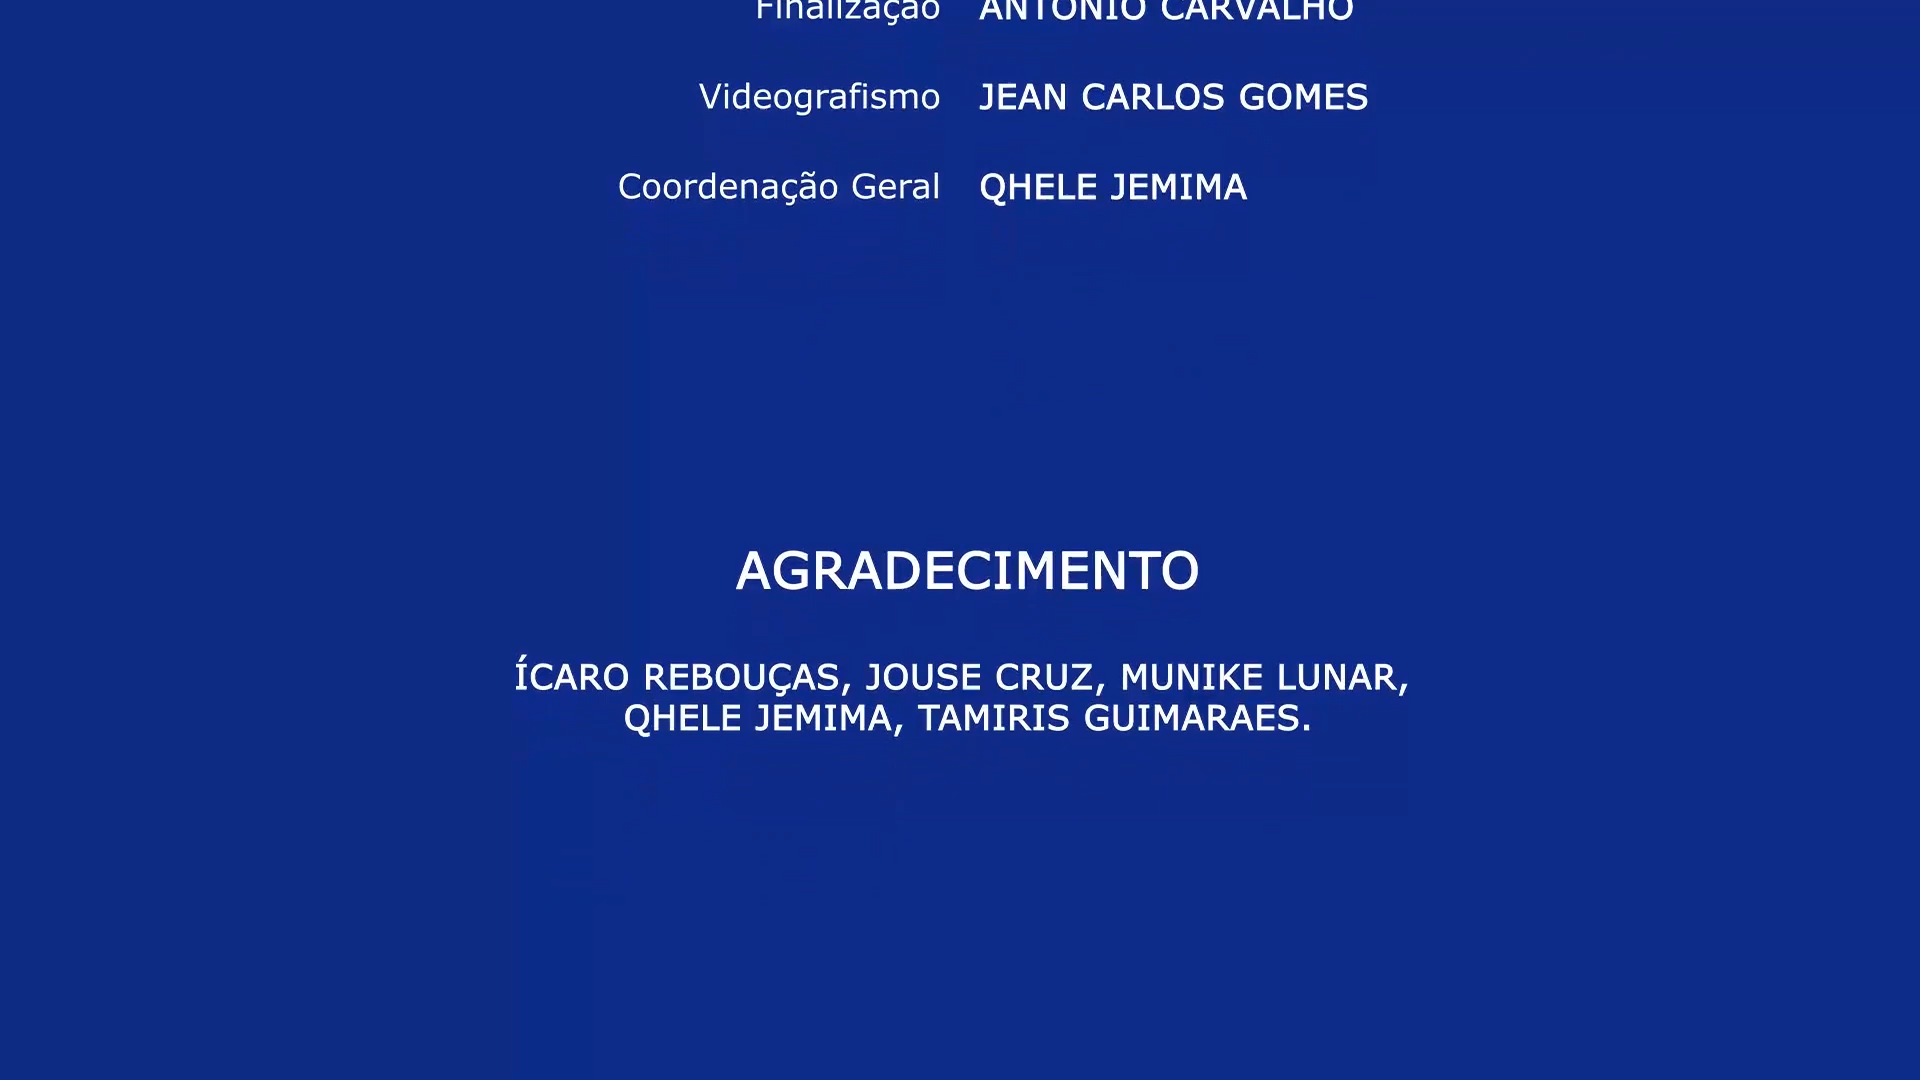 Finalização ANTONIO CARVALHO
Videografismo JEAN CARLOS GOMES
Coordenação Geral QHELE JEMIMA
AGRADECIMENTO
ÍCARO REBOUÇAS, JOUSE CRUZ, MUNIKE LUNAR,
QHELE JEMIMA, TAMIRIS GUIMARAES.